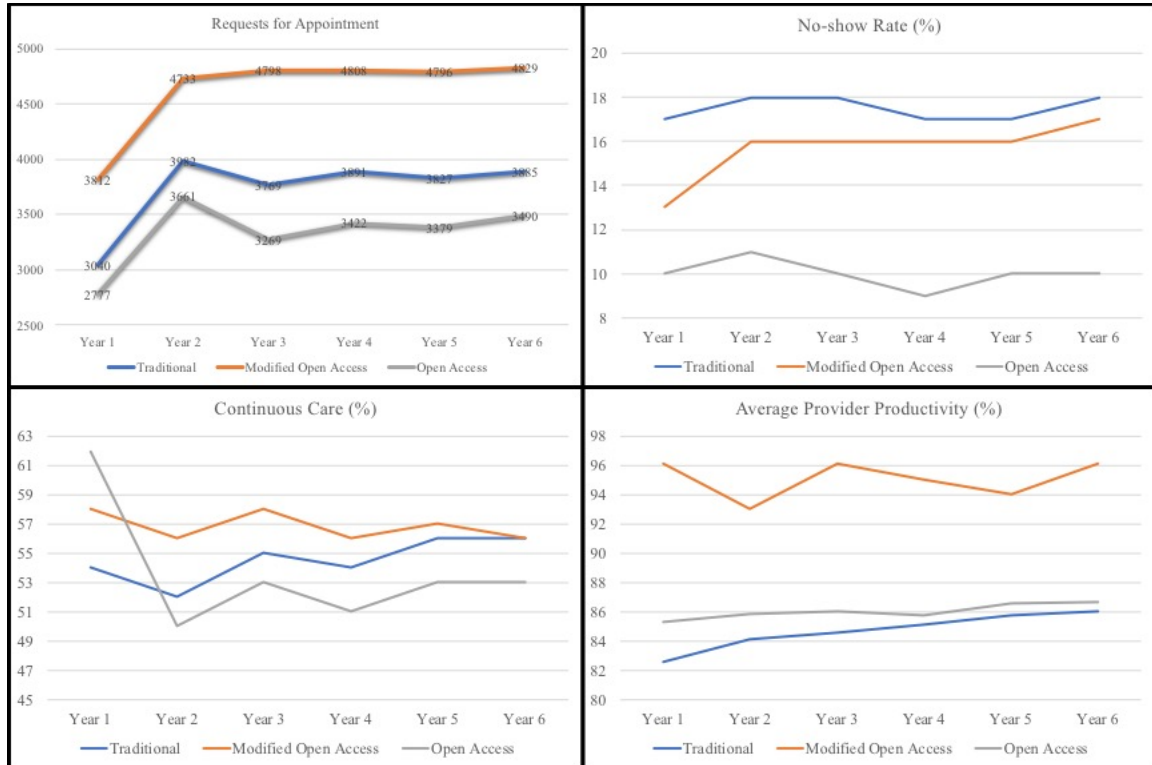 Requests for Appointment
5000
4500
4000
3500
3000
2500
4733 4798 4808 4796 4829
3812
3982 3769 3891 3827 3885
3040
3661 3269 3422 3379 3490
2777
Year 1 Year 2 Year 3 Year 4 Year 5 Year 6
Traditional Modified Open Access Open Access
No-show Rate (%)
20
18
16
14
12
10
8
Year 1 Year 2 Year 3 Year 4 Year 5 Year 6
Traditional Modified Open Access Open Access
Continuous Care (%)
63
61
59
57
55
53
51
49
47
45
Year 1 Year 2 Year 3 Year 4 Year 5 Year 6
Traditional Modified Open Access Open Access
Average Provider Productivity (%)
98
96
94
92
90
88
86
84
82
80
Year 1 Year 2 Year 3 Year 4 Year 5 Year 6
Traditional Modified Open Access Open Access